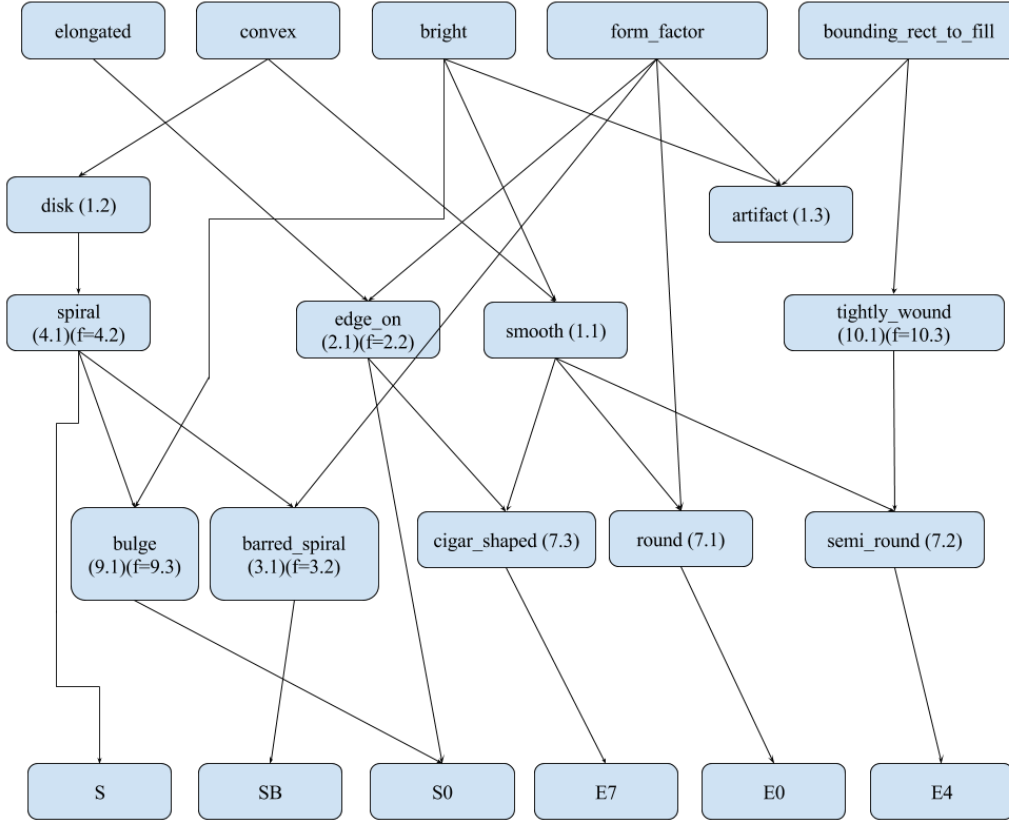 elongated
convex
bright
form_factor
bounding_rect_to_fill
disk (1.2)
artifact (1.3)
spiral
(4.1)(f=4.2)
edge_on
(2.1)(f=2.2)
smooth (1.1)
tightly_wound
(10.1)(f=10.3)
bulge
(9.1)(f=9.3)
barred_spiral
(3.1)(f=3.2)
cigar_shaped (7.3)
round (7.1)
semi_round (7.2)
S
SB
S0
E7
E0
E4